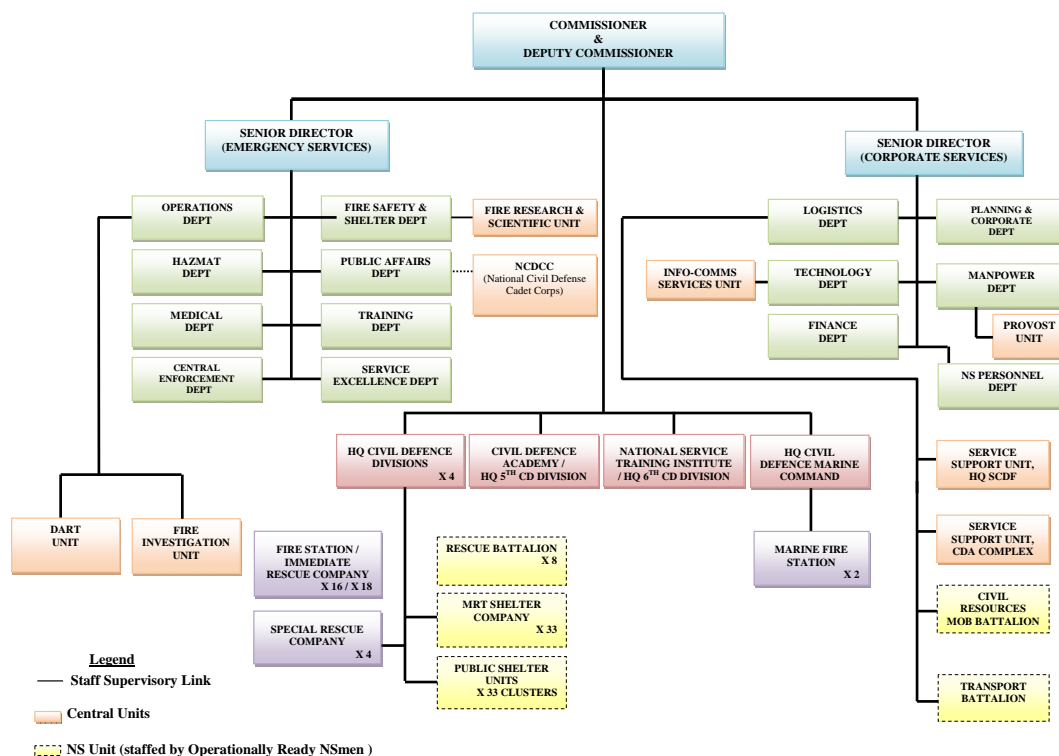 COMMISSIONER
&
DEPUTY COMMISSIONER
SENIOR DIRECTOR
(EMERGENCY SERVICES)
SENIOR DIRECTOR
(CORPORATE SERVICES)
OPERATIONS
DEPT
FIRE SAFETY &
SHELTER DEPT
FIRE RESEARCH &
SCIENTIFIC UNIT
HAZMAT
DEPT
PUBLIC AFFAIRS
DEPT
NCDCC
(National Civil Defense
Cadet Corps)
MEDICAL
DEPT
TRAINING
DEPT
CENTRAL
ENFORCEMENT
DEPT
SERVICE
EXCELLENCE DEPT
LOGISTICS
DEPT
PLANNING &
CORPORATE
DEPT
INFO-COMMS
SERVICES UNIT
TECHNOLOGY
DEPT
MANPOWER
DEPT
FINANCE
DEPT
PROVOST
UNIT
NS PERSONNEL
DEPT
HQ CIVIL DEFENCE
DIVISIONS
X 4
CIVIL DEFENCE
ACADEMY /
HQ 5TH CD DIVISION
NATIONAL SERVICE
TRAINING INSTITUTE
/ HQ 6TH CD DIVISION
HQ CIVIL
DEFENCE MARINE
COMMAND
DART
UNIT
FIRE
INVESTIGATION
UNIT
FIRE STATION /
IMMEDIATE
RESCUE COMPANY
X 16 / X 18
SPECIAL RESCUE
COMPANY
X 4
RESCUE BATTALION
X 8
MRT SHELTER
COMPANY
X 33
PUBLIC SHELTER
UNITS
X 33 CLUSTERS
MARINE FIRE
STATION
X 2
SERVICE
SUPPORT UNIT,
HQ SCDF
SERVICE
SUPPORT UNIT,
CDA COMPLEX
CIVIL
RESOURCES
MOB BATTALION
TRANSPORT
BATTALION
Legend
Staff Supervisory Link
Central Units
NS Unit (staffed by Operationally Ready NSmen )